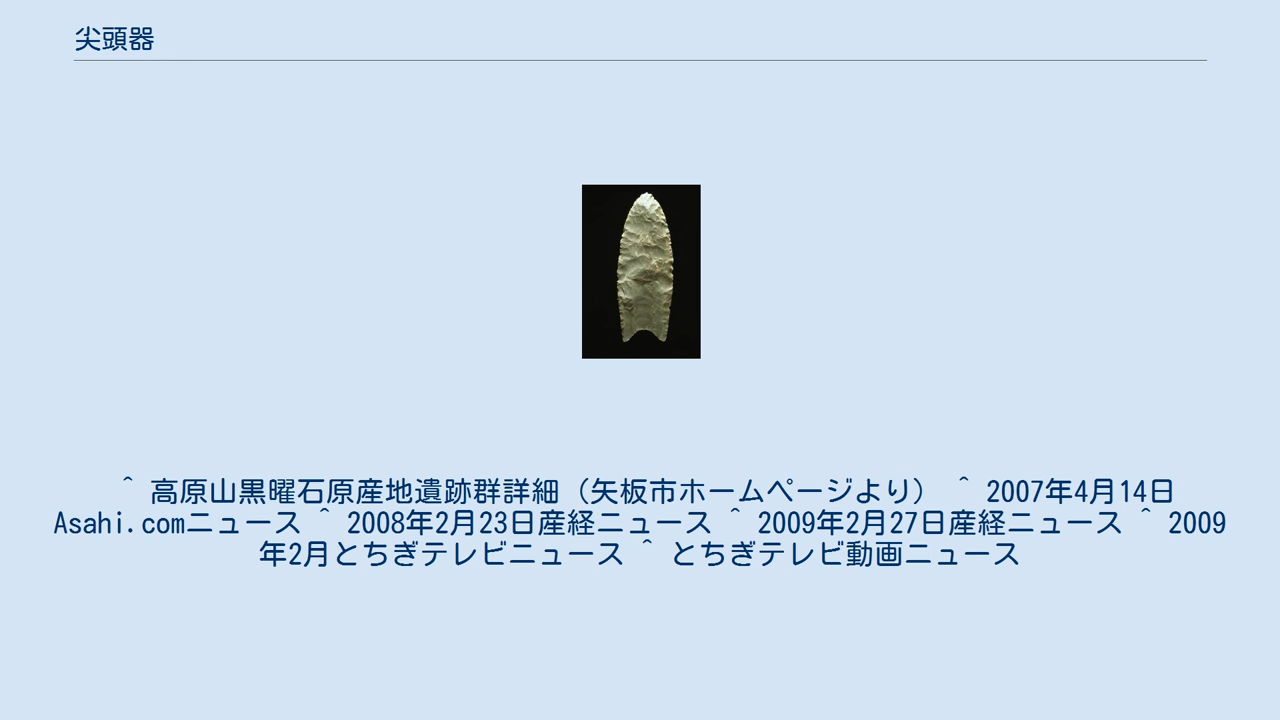 尖頭器
^ 高原山黒曜石原産地遺跡群詳細（矢板市ホームページより） ^ 2007年4月14日
Asahi.comニュース ^ 2008年2月23日産経ニュース ^ 2009年2月27日産経ニュース ^ 2009
年2月とちぎテレビニュース ^ とちぎテレビ動画ニュース